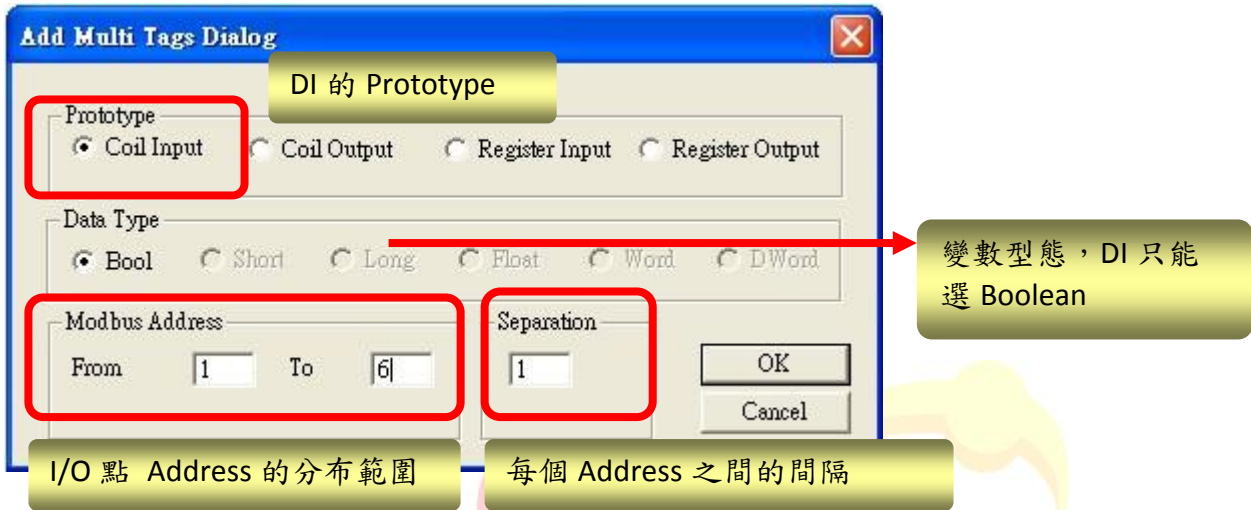 Add Multi Tags Dialog
DI 的 Prototype
Prototype
Coil Input Coil Output Register Input Register Output
Data Type
Bool Short Long Float Word DWord
變數型態，DI 只能
選 Boolean
Modbus Address
From 1 To 6
Separation
1
OK
Cancel
I/O 點 Address 的分布範圍
每個 Address 之間的間隔